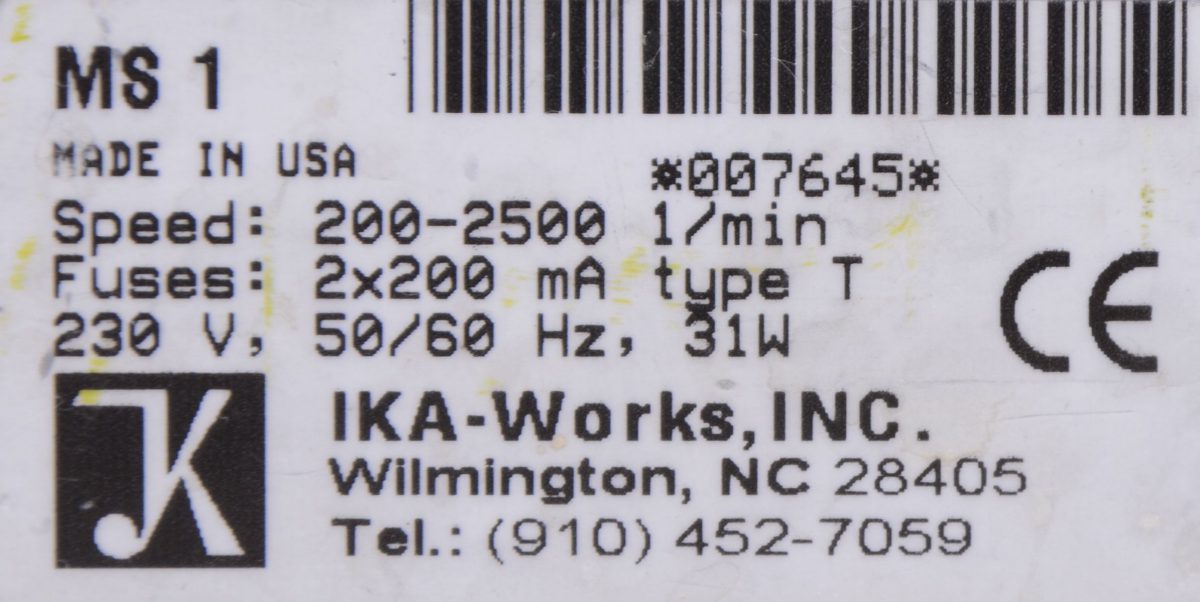 MS 1
MADE IN USA
*007645*
Speed: 200-2500 1/min
Fuses: 2x200 mA type T
230 V, 50/60 Hz, 31W
CE
JK
IKA-Works, INC.
Wilmington, NC 28405
Tel.: (910) 452-7059